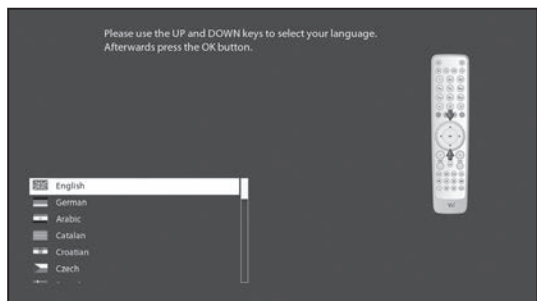 Please use the UP and DOWN keys to select your language.
Afterwards press the OK button.
English
German
Arabic
Catalan
Croatian
Czech